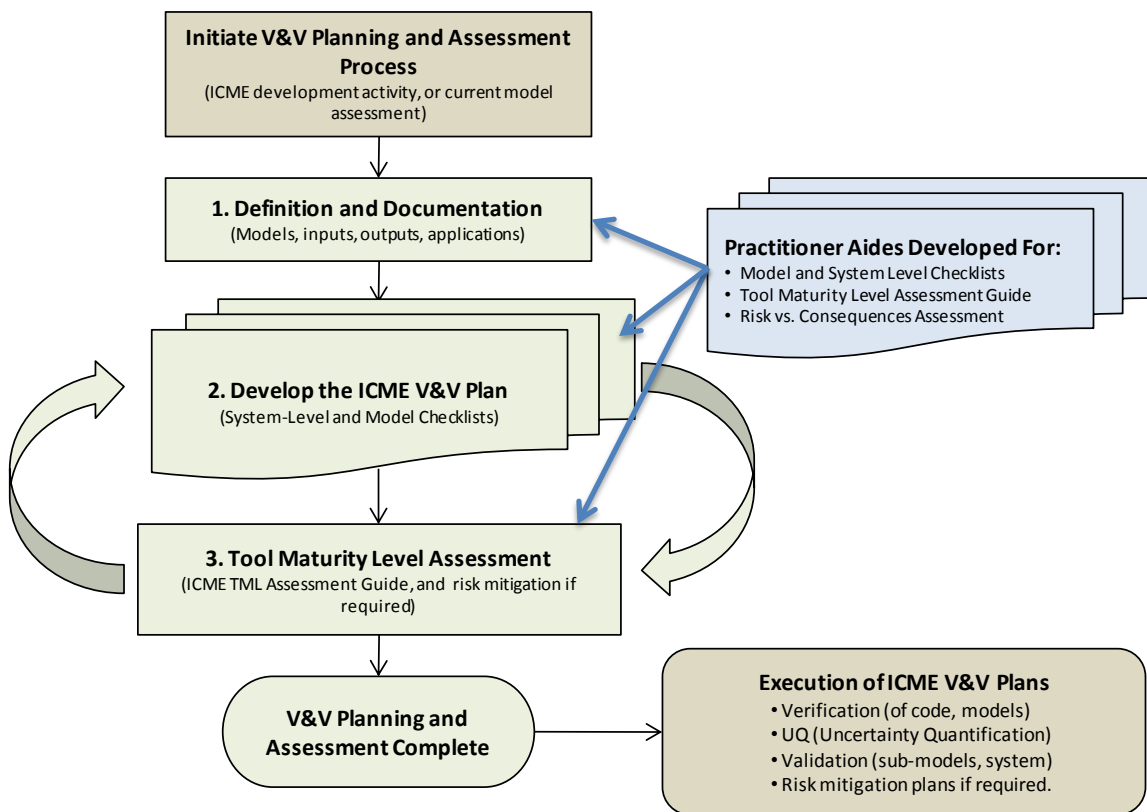 Initiate V&V Planning and Assessment
Process
(ICME development activity, or current model
assessment)
1. Definition and Documentation
(Models, inputs, outputs, applications)
Practitioner Aides Developed For:
• Model and System Level Checklists
• Tool Maturity Level Assessment Guide
• Risk vs. Consequences Assessment
2. Develop the ICME V&V Plan
(System-Level and Model Checklists)
3. Tool Maturity Level Assessment
(ICME TML Assessment Guide, and risk mitigation if
required)
V&V Planning and
Assessment Complete
Execution of ICME V&V Plans
• Verification (of code, models)
• UQ (Uncertainty Quantification)
• Validation (sub-models, system)
• Risk mitigation plans if required.